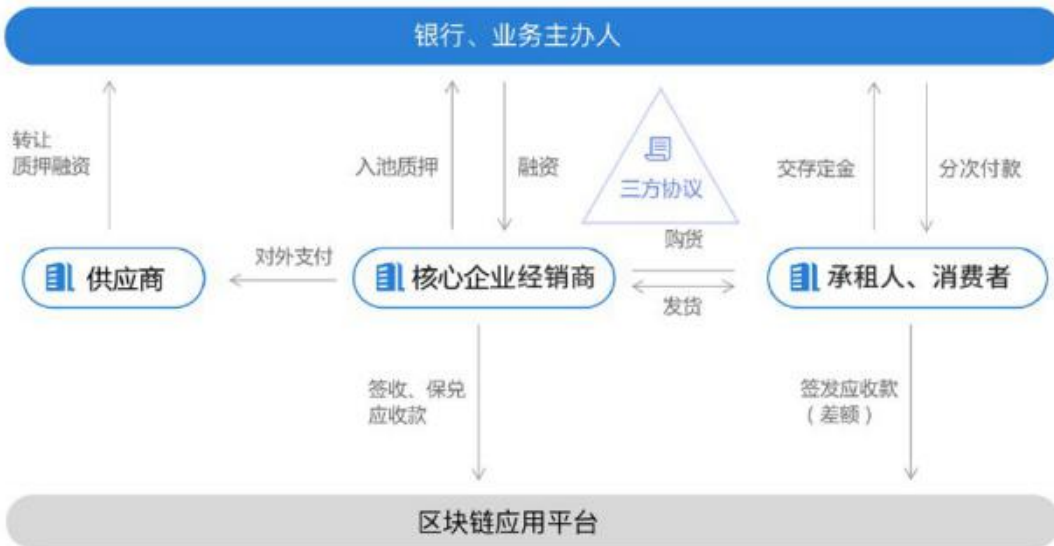 银行、业务主办人
转让
质押融资
入池质押
融资
三方协议
交存定金
分次付款
供应商
对外支付
核心企业经销商
购货
发货
承租人、消费者
签收、保兑
应收款
签发应收款
（差额）
区块链应用平台